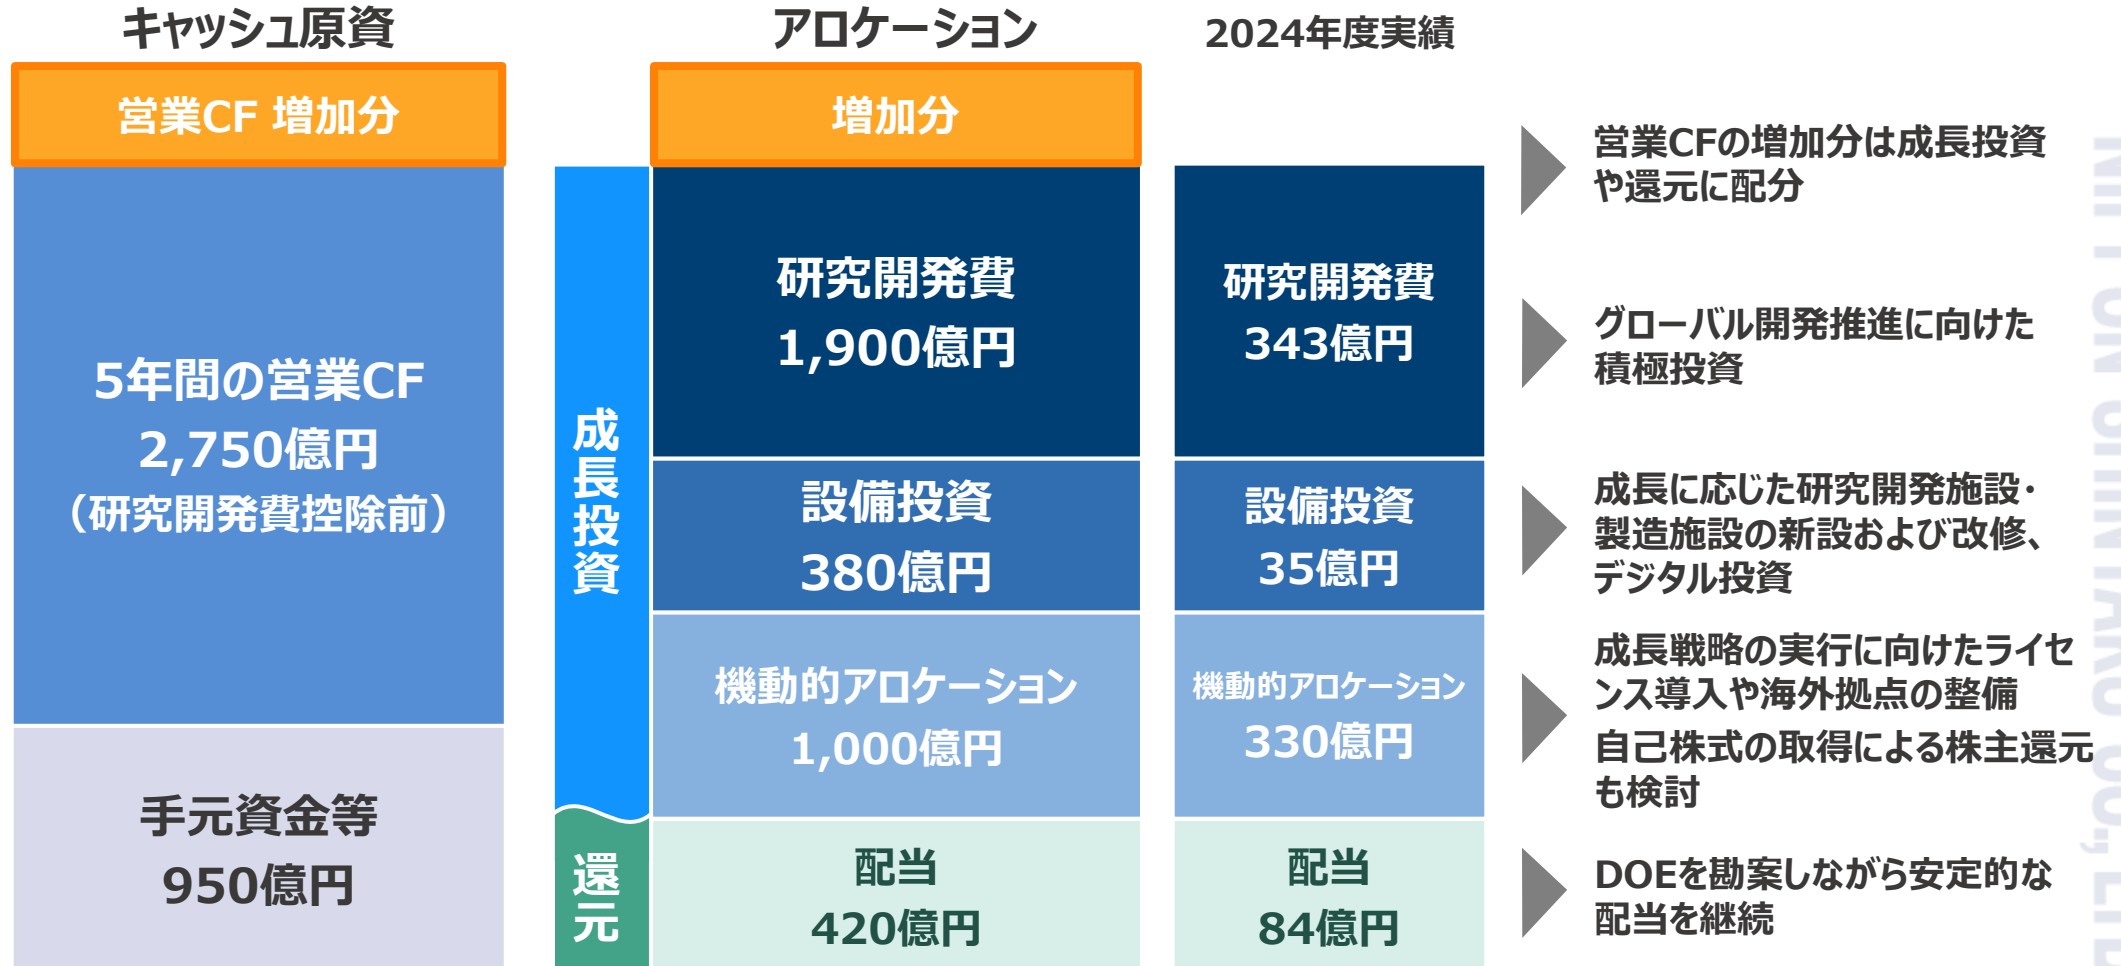 キャッシュ原資
営業CF 増加分
5年間の営業CF
2,750億円
（研究開発費控除前）
手元資金等
950億円
アロケーション
増加分
成長投資
還元
研究開発費
1,900億円
設備投資
380億円
機動的アロケーション
1,000億円
配当
420億円
2024年度実績
研究開発費
343億円
設備投資
35億円
機動的アロケーション
330億円
配当
84億円
営業CFの増加分は成長投資
や還元に配分
グローバル開発推進に向けた
積極投資
成長に応じた研究開発施設・
製造施設の新設および改修、
デジタル投資
成長戦略の実行に向けたライセ
ンス導入や海外拠点の整備
自己株式の取得による株主還元
も検討
DOEを勘案しながら安定的な
配当を継続